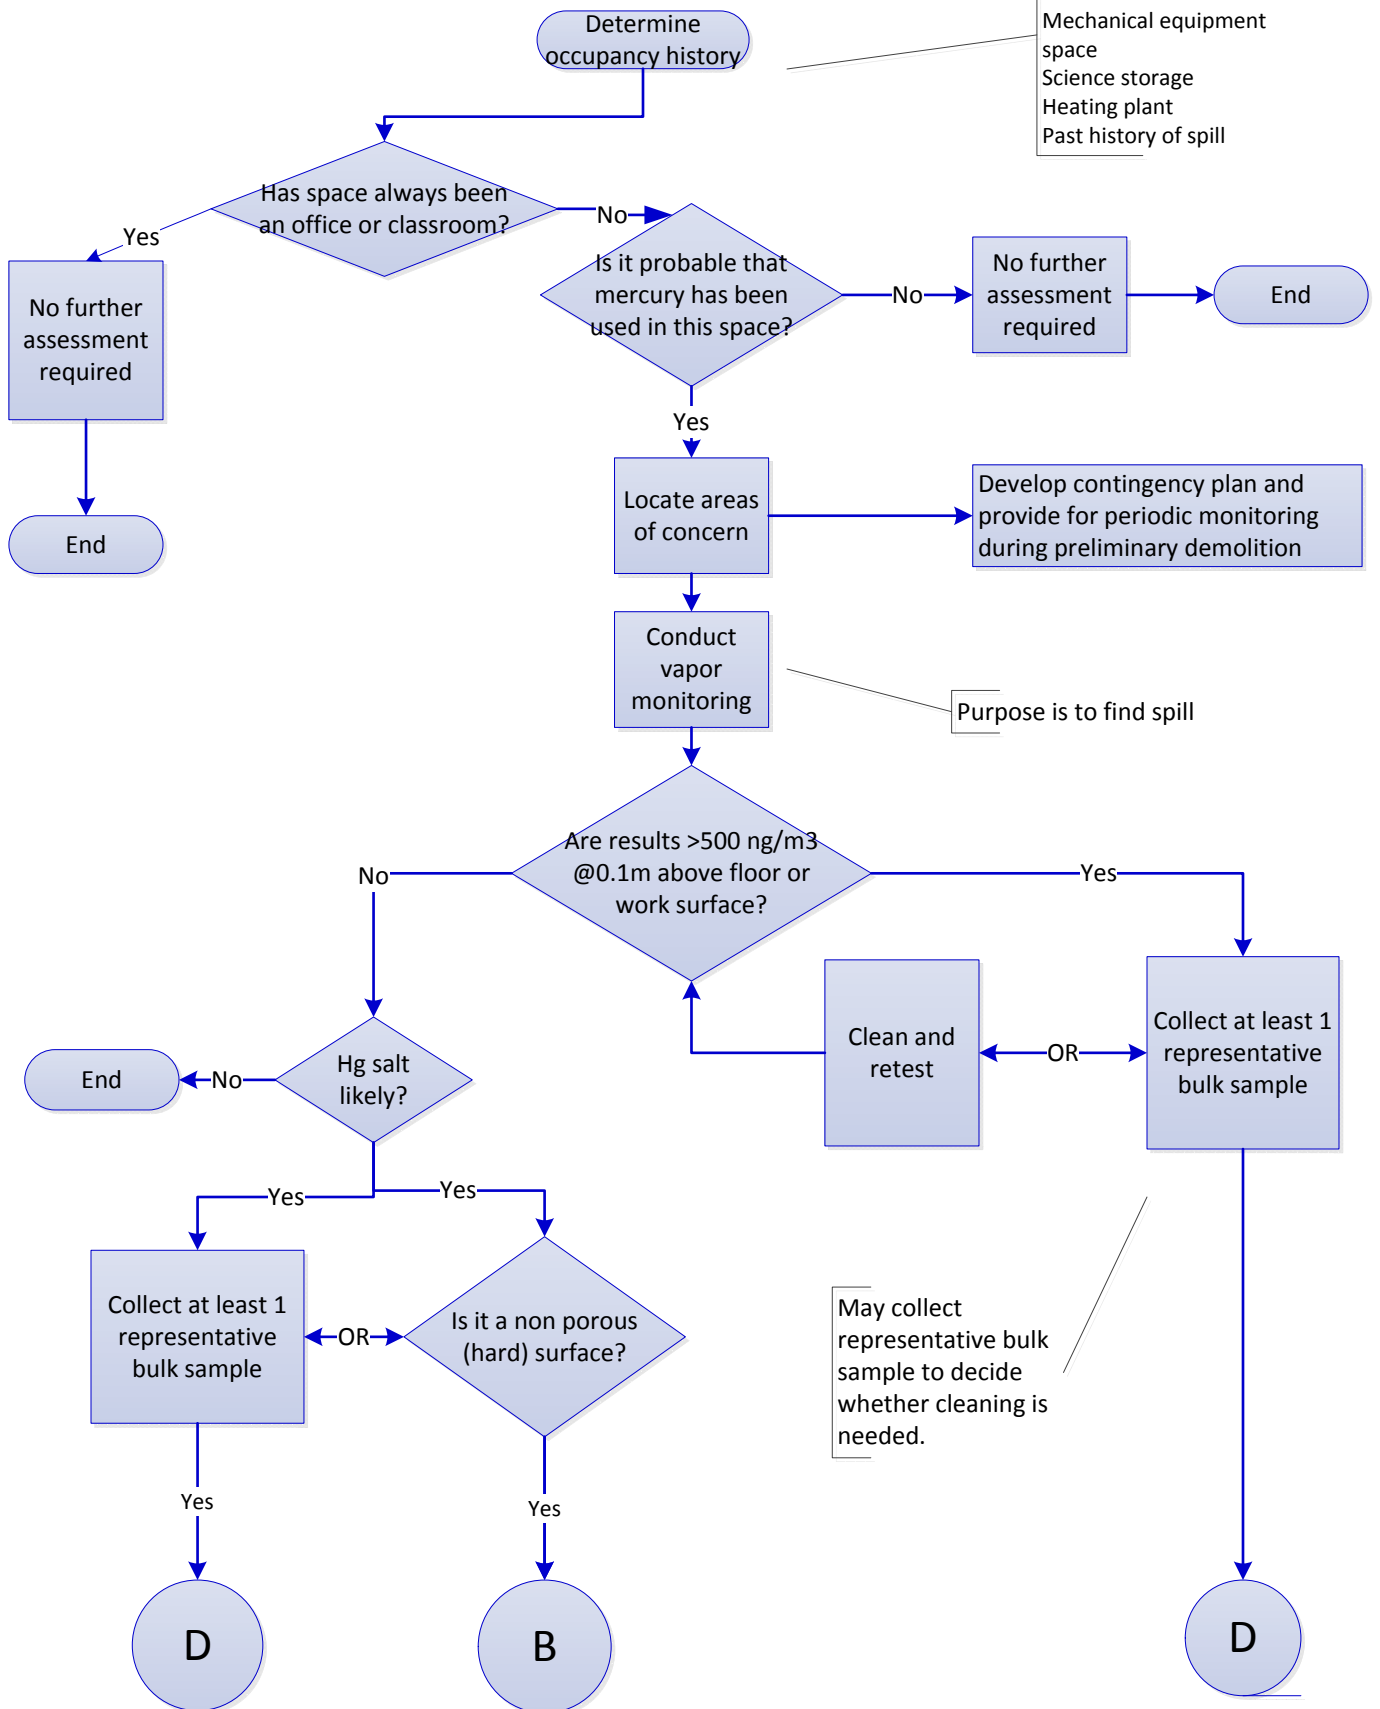 Determine
occupancy history
Mechanical equipment
space
Science storage
Heating plant
Past history of spill
Has space always been
an office or classroom?
Yes
No
No further
assessment
required
End
Is it probable that
mercury has been
used in this space?
No
No further
assessment
required
End
Yes
Locate areas
of concern
Develop contingency plan and
provide for periodic monitoring
during preliminary demolition
Conduct
vapor
monitoring
Purpose is to find spill
Are results >500 ng/m3
@0.1m above floor or
work surface?
No
Yes
Clean and
retest
OR
Collect at least 1
representative
bulk sample
Hg salt
likely?
No
End
Yes
Yes
Collect at least 1
representative
bulk sample
OR
Is it a non porous
(hard) surface?
May collect
representative bulk
sample to decide
whether cleaning is
needed.
Yes
Yes
D
B
D